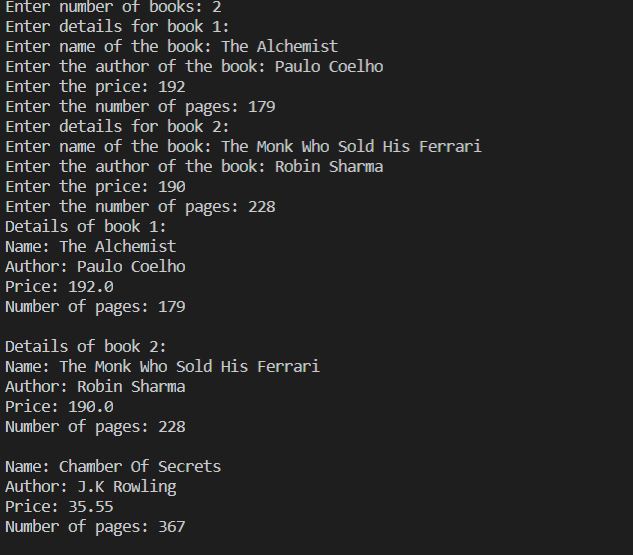 Enter number of books: 2
Enter details for book 1:
Enter name of the book: The Alchemist
Enter the author of the book: Paulo Coelho
Enter the price: 192
Enter the number of pages: 179
Enter details for book 2:
Enter name of the book: The Monk Who Sold His Ferrari
Enter the author of the book: Robin Sharma
Enter the price: 190
Enter the number of pages: 228
Details of book 1:
Name: The Alchemist
Author: Paulo Coelho
Price: 192.0
Number of pages: 179
Details of book 2:
Name: The Monk Who Sold His Ferrari
Author: Robin Sharma
Price: 190.0
Number of pages: 228
Name: Chamber Of Secrets
Author: J.K Rowling
Price: 35.55
Number of pages: 367